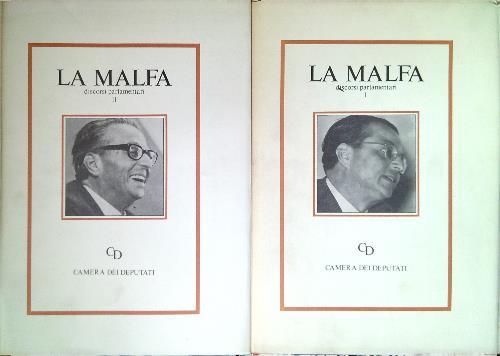 LA MALFA
discorsi parlamentari
II
CD
CAMERA DEI DEPUTATI
LA MALFA
discorsi parlamentari
I
CD
CAMERA DEI DEPUTATI